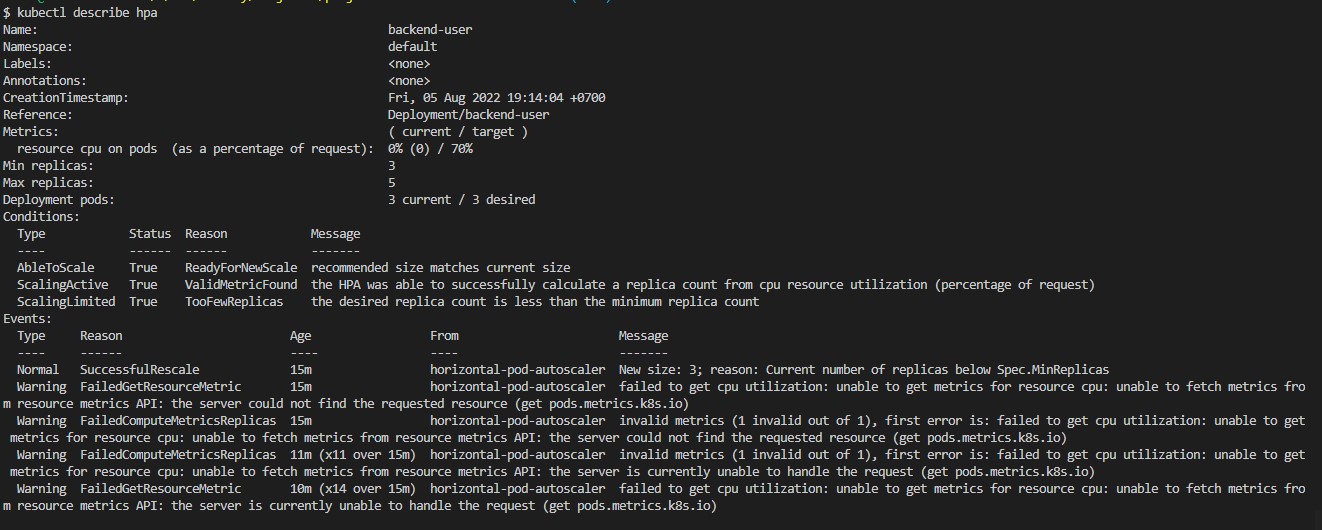 $ kubectl describe hpa
Name:                                                  backend-user
Namespace:                                             default
Labels:                                                <none>
Annotations:                                           <none>
CreationTimestamp:                                     Fri, 05 Aug 2022 19:14:04 +0700
Reference:                                             Deployment/backend-user
Metrics:                                               ( current / target )
  resource cpu on pods  (as a percentage of request):  0% (0) / 70%
Min replicas:                                          3
Max replicas:                                          5
Deployment pods:                                       3 current / 3 desired
Conditions:
  Type            Status  Reason            Message
  ----            ------  ------            -------
  AbleToScale     True    ReadyForNewScale  recommended size matches current size
  ScalingActive   True    ValidMetricFound  the HPA was able to successfully calculate a replica count from cpu resource utilization (percentage of request)
  ScalingLimited  True    TooFewReplicas    the desired replica count is less than the minimum replica count
Events:
  Type     Reason                        Age                 From                       Message
  ----     ------                        ----                ----                       -------
  Normal   SuccessfulRescale             15m                 horizontal-pod-autoscaler  New size: 3; reason: Current number of replicas below Spec.MinReplicas
  Warning  FailedGetResourceMetric       15m                 horizontal-pod-autoscaler  failed to get cpu utilization: unable to get metrics for resource cpu: unable to fetch metrics fro
m resource metrics API: the server could not find the requested resource (get pods.metrics.k8s.io)
  Warning  FailedComputeMetricsReplicas  15m                 horizontal-pod-autoscaler  invalid metrics (1 invalid out of 1), first error is: failed to get cpu utilization: unable to get
 metrics for resource cpu: unable to fetch metrics from resource metrics API: the server could not find the requested resource (get pods.metrics.k8s.io)
  Warning  FailedComputeMetricsReplicas  11m (x11 over 15m)  horizontal-pod-autoscaler  invalid metrics (1 invalid out of 1), first error is: failed to get cpu utilization: unable to get
 metrics for resource cpu: unable to fetch metrics from resource metrics API: the server is currently unable to handle the request (get pods.metrics.k8s.io)
  Warning  FailedGetResourceMetric       10m (x14 over 15m)  horizontal-pod-autoscaler  failed to get cpu utilization: unable to get metrics for resource cpu: unable to fetch metrics fro
m resource metrics API: the server is currently unable to handle the request (get pods.metrics.k8s.io)